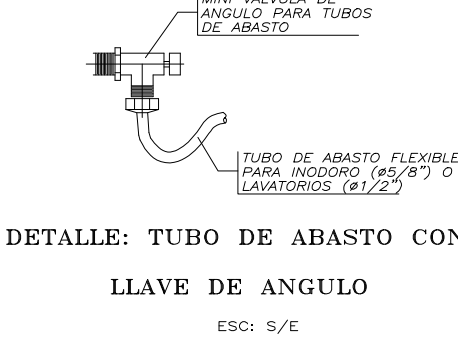 MINI VALVULA DE
ANGULO PARA TUBOS
DE ABASTO
TUBO DE ABASTO FLEXIBLE
PARA INODORO (ø5/8") O
LAVATORIOS (ø1/2")
DETALLE: TUBO DE ABASTO CON
LLAVE DE ANGULO
ESC: S/E